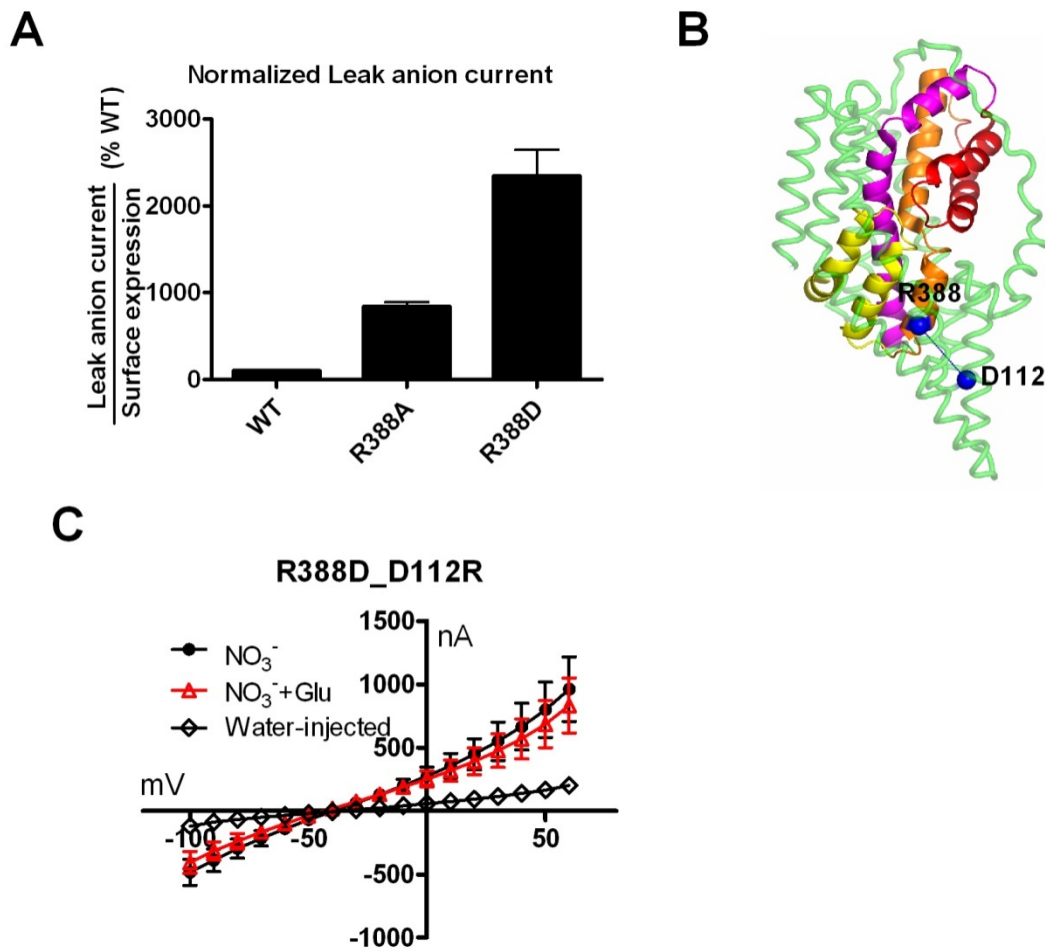 A
Normalized Leak anion current
Leak anion current
Surface expression
(% WT)
3000
2000
1000
0
WT
R388A
R388D
B
R388
D112
C
R388D_D112R
NO₃⁻
NO₃⁻+Glu
Water-injected
mV
nA
1500
1000
500
-500
-1000
-100
-50
50